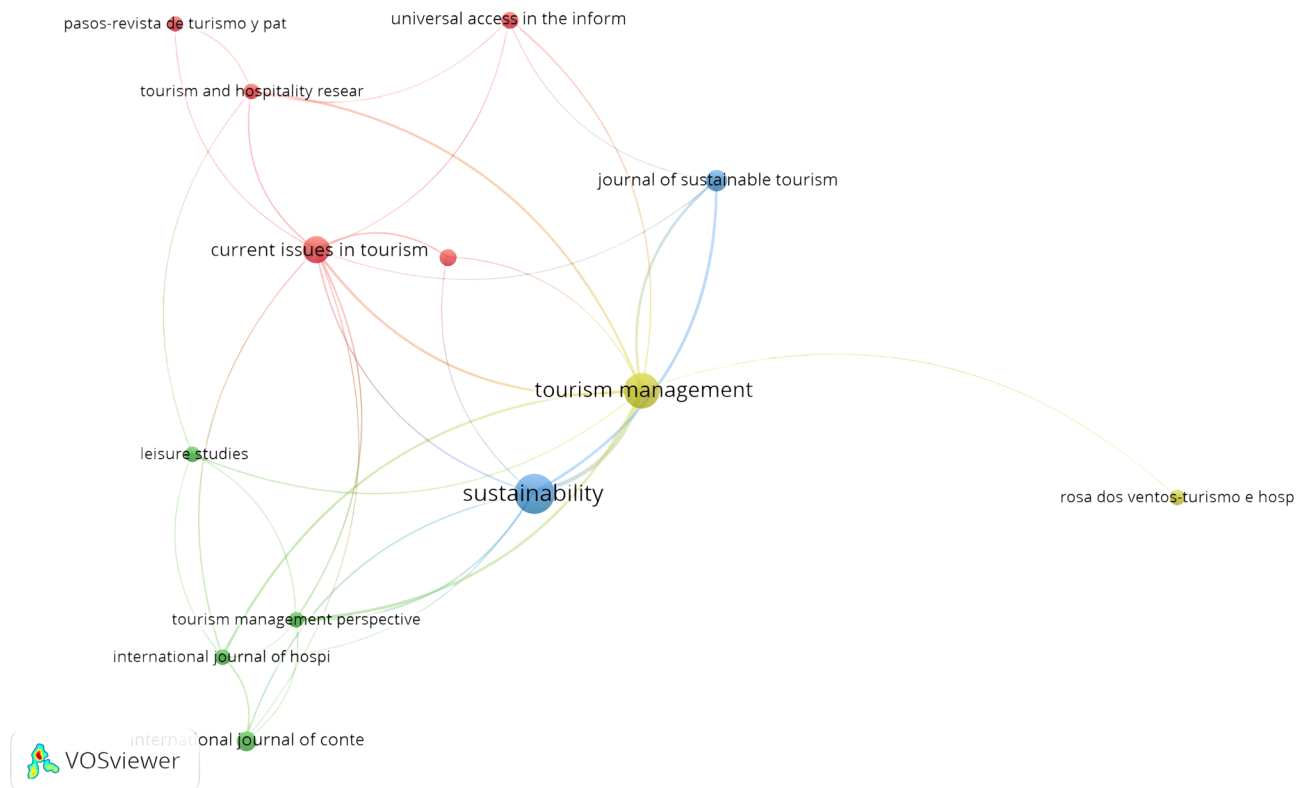 pasos-revista de turismo y pat
universal access in the inform
tourism and hospitality resear
journal of sustainable tourism
current issues in tourism
tourism management
leisure studies
sustainability
rosa dos ventos-turismo e hosp
tourism management perspective
international journal of hospi
international journal of conte
VOSviewer